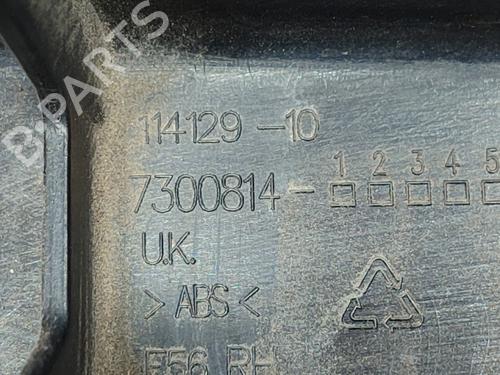 B-PARTS
114129-10
7300814- 1 2 3 4 5
U.K.
>ABS<
F56 RH